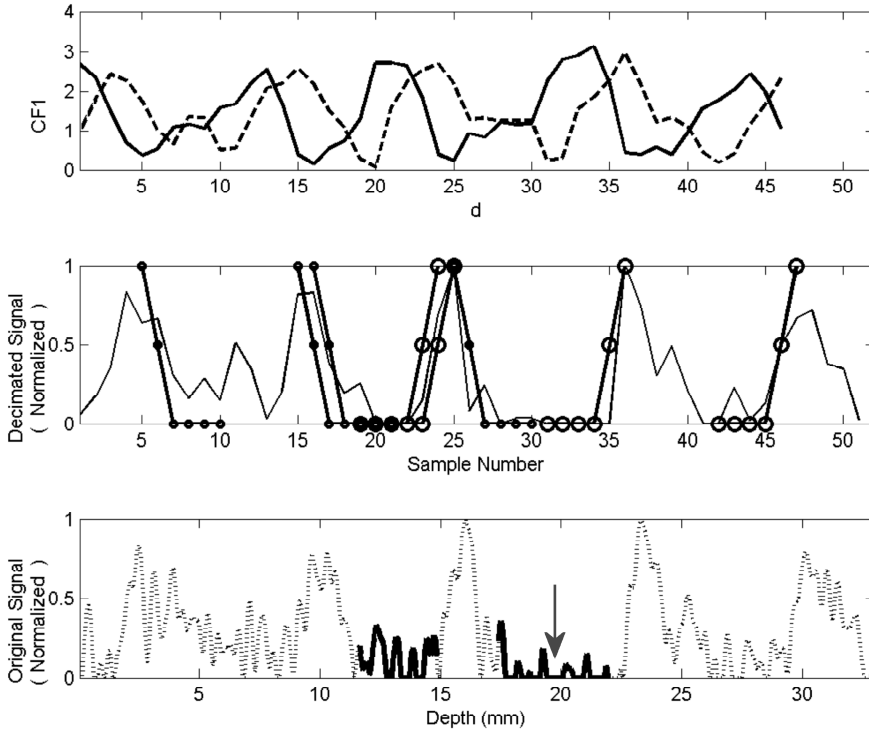 4
3
2
1
0
CF1
5 10 15 20 25 30 35 40 45 50
d
1
0.5
0
Decimated Signal
( Normalized )
5 10 15 20 25 30 35 40 45 50
Sample Number
1
0.5
0
Original Signal
( Normalized )
5 10 15 20 25 30
Depth (mm)